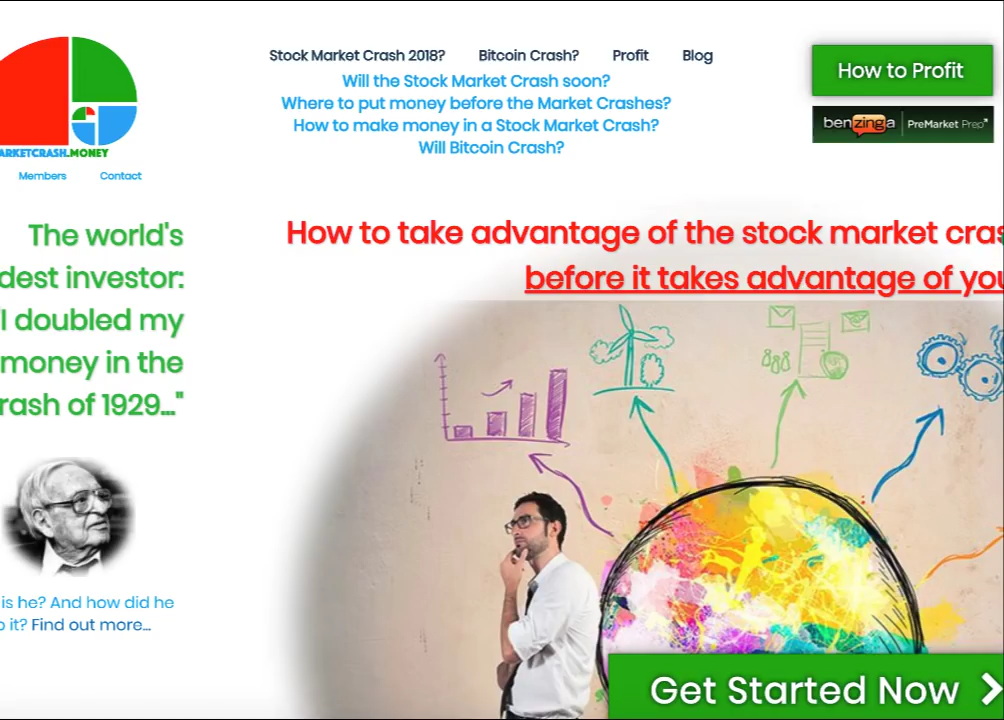 Stock Market Crash 2018? Bitcoin Crash? Profit Blog
How to Profit
Will the Stock Market Crash soon?
Where to put money before the Market Crashes?
How to make money in a Stock Market Crash?
Will Bitcoin Crash?
benzinga PreMarket Prep
ARKETCRASH.MONEY
Members Contact
The world's
dest investor:
"I doubled my
money in the
rash of 1929..."
How to take advantage of the stock market cras
before it takes advantage of you
is he? And how did he
o it? Find out more...
Get Started Now